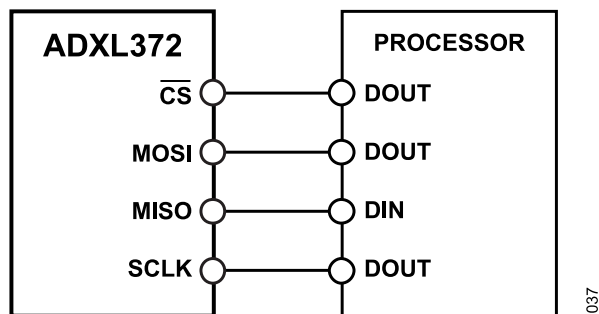 ADXL372
PROCESSOR
CS DOUT
MOSI DOUT
MISO DIN
SCLK DOUT
037